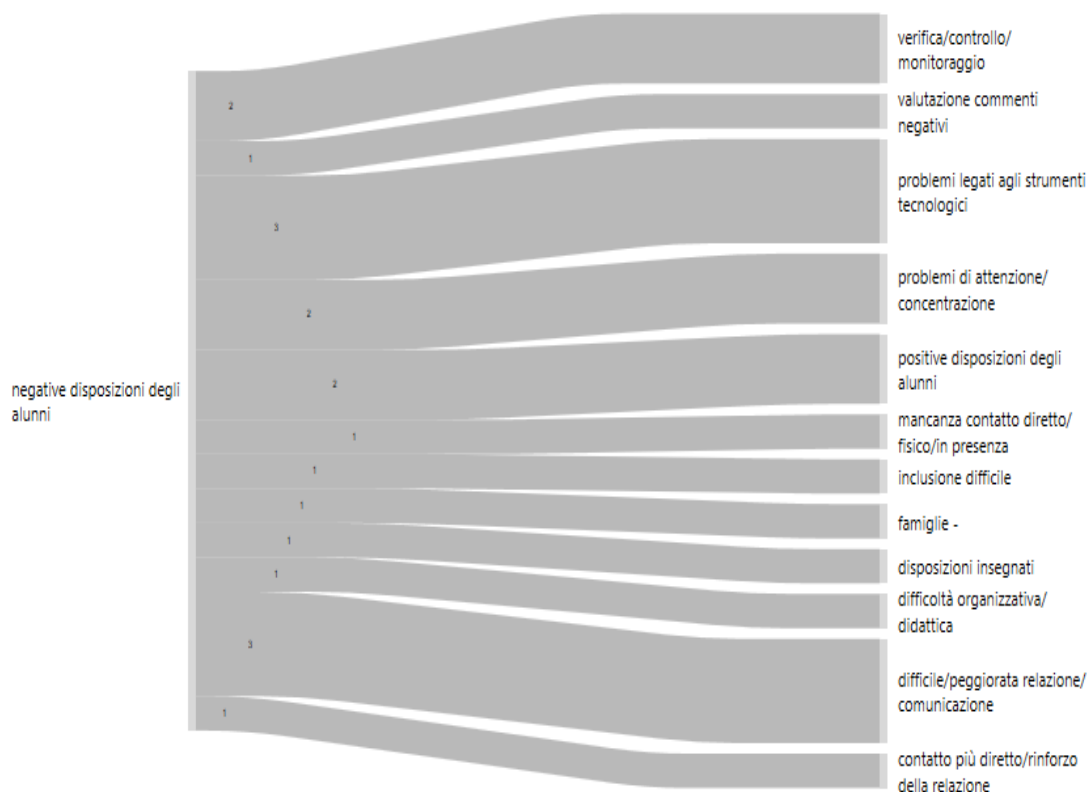 verifica/controllo/
monitoraggio
2
valutazione commenti
negativi
1
problemi legati agli strumenti
tecnologici
3
problemi di attenzione/
concentrazione
2
positive disposizioni degli
alunni
2
negative disposizioni degli
alunni
mancanza contatto diretto/
fisico/in presenza
1
inclusione difficile
1
famiglie -
1
disposizioni insegnati
1
difficoltà organizzativa/
didattica
1
difficile/peggiorata relazione/
comunicazione
3
contatto più diretto/rinforzo
della relazione
1